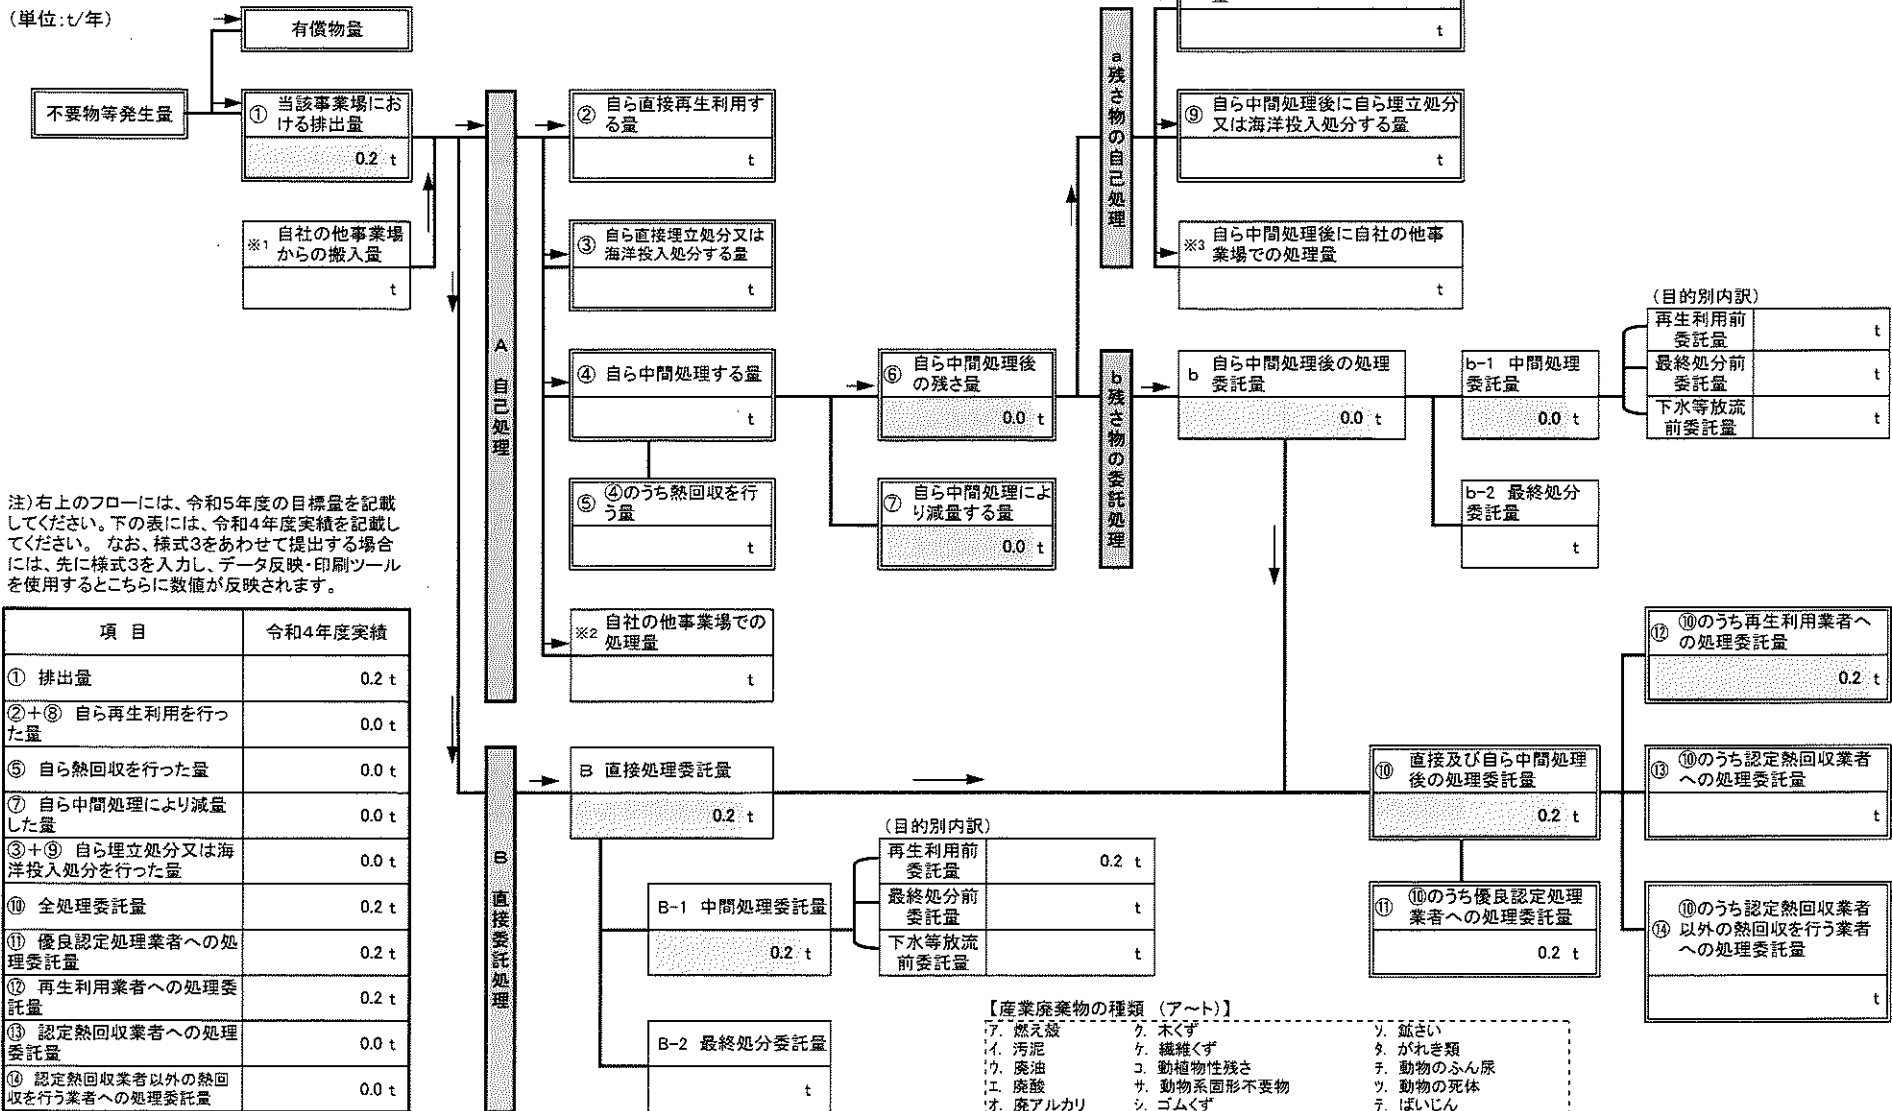 (単位:t/年)
有償物量
不要物等発生量
① 当該事業場にお
ける排出量
0.2 t
※1 自社の他事業場
からの搬入量
t
A 自己処理
② 自ら直接再生利用す
る量
t
③ 自ら直接埋立処分又は
海洋投入処分する量
t
④ 自ら中間処理する量
t
⑤ ④のうち熱回収を行
う量
t
※2 自社の他事業場での
処理量
t
⑥ 自ら中間処理後
の残さ量
0.0 t
⑦ 自ら中間処理によ
り減量する量
0.0 t
a 残さ物の自己処理
t
⑨ 自ら中間処理後に自ら埋立処分
又は海洋投入処分する量
t
※3 自ら中間処理後に自社の他事
業場での処理量
t
b 残さ物の委託処理
b 自ら中間処理後の処理
委託量
0.0 t
b-1 中間処理
委託量
0.0 t
(目的別内訳)
再生利用前
委託量 t
最終処分前
委託量 t
下水等放流
前委託量 t
b-2 最終処分
委託量
t
注)右上のフローには、令和5年度の目標量を記載
してください。下の表には、令和4年度実績を記載し
てください。 なお、様式3をあわせて提出する場合
には、先に様式3を入力し、データ反映・印刷ツール
を使用するとこちらに数値が反映されます。
項 目 令和4年度実績
① 排出量 0.2 t
②+⑧ 自ら再生利用を行っ
た量 0.0 t
⑤ 自ら熱回収を行った量 0.0 t
⑦ 自ら中間処理により減量
した量 0.0 t
③+⑨ 自ら埋立処分又は海
洋投入処分を行った量 0.0 t
⑩ 全処理委託量 0.2 t
⑪ 優良認定処理業者への処
理委託量 0.2 t
⑫ 再生利用業者への処理委
託量 0.2 t
⑬ 認定熱回収業者への処理
委託量 0.0 t
⑭ 認定熱回収業者以外の熱回
収を行う業者への処理委託量 0.0 t
B 直接委託処理
B 直接処理委託量
0.2 t
B-1 中間処理委託量
0.2 t
(目的別内訳)
再生利用前
委託量 0.2 t
最終処分前
委託量 t
下水等放流
前委託量 t
B-2 最終処分委託量
t
⑩ 直接及び自ら中間処理
後の処理委託量
0.2 t
⑪ ⑩のうち優良認定処理
業者への処理委託量
0.2 t
⑫ ⑩のうち再生利用業者へ
の処理委託量
0.2 t
⑬ ⑩のうち認定熱回収業者
への処理委託量
t
⑭ ⑩のうち認定熱回収業者
以外の熱回収を行う業者
への処理委託量
t
【産業廃棄物の種類 (ア~ト)】
ア. 燃え殻 ク. 木くず ソ. 鉱さい
イ. 汚泥 ケ. 繊維くず タ. がれき類
ウ. 廃油 コ. 動植物性残さ チ. 動物のふん尿
エ. 廃酸 サ. 動物系固形不要物 ツ. 動物の死体
オ. 廃アルカリ シ. ゴムくず テ. ばいじん